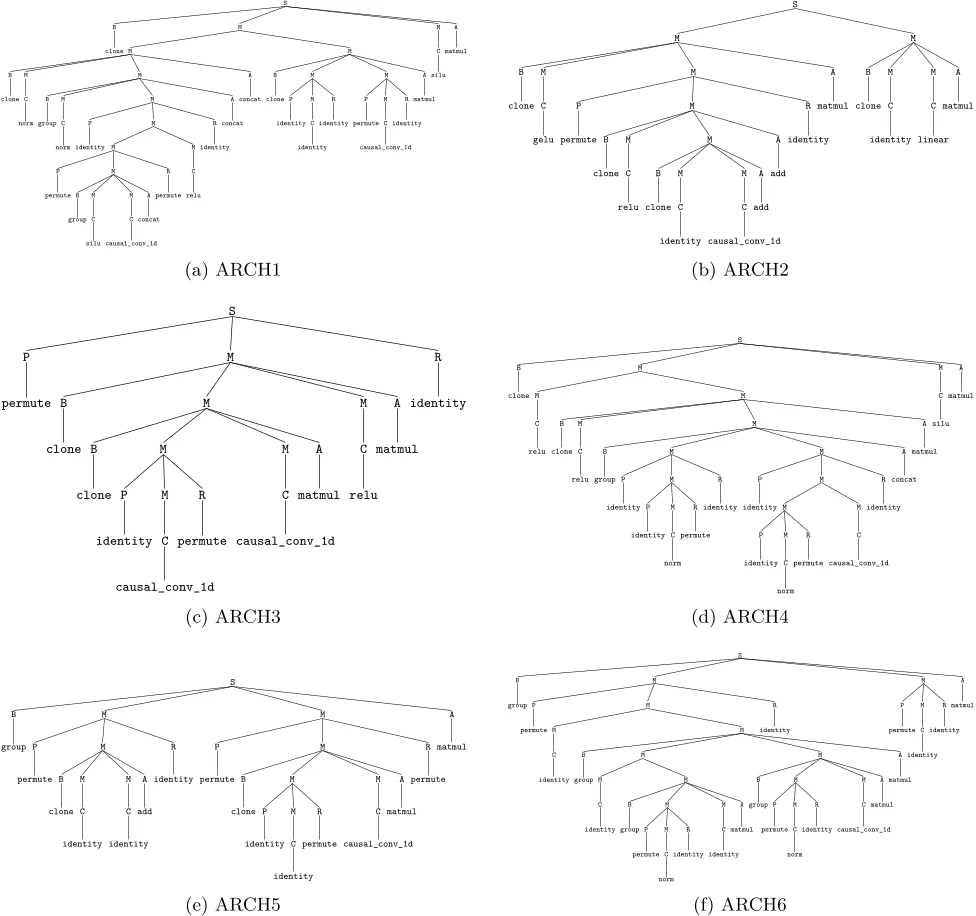 S
B M M A
clone M M C matmul
B M M A B M M A silu
clone C B M M A concat clone P M R P M R matmul
norm group C P M R concat identity C identity permute C identity
norm identity M M identity identity causal_conv_1d
P M R C
permute B M M A permute relu
group C C concat
silu causal_conv_1d
(a) ARCH1
S
M M
B M M A B M M A
clone C P M R matmul clone C C matmul
gelu permute B M M A identity identity linear
clone C B M M A add
relu clone C C add
identity causal_conv_1d
(b) ARCH2
S
P M R
permute B M M A identity
clone B M M A C matmul
clone P M R C matmul relu
identity C permute causal_conv_1d
causal_conv_1d
(c) ARCH3
S
B M M A
clone M M C matmul
C B M M A silu
relu clone C B M M A matmul
relu group P M R P M R concat
identity P M R identity identity M M identity
identity C permute P M R C
norm identity C permute causal_conv_1d
norm
(d) ARCH4
S
B M M A
group P M R P M R matmul
permute B M M A identity permute B M M A permute
clone C C add clone P M R C matmul
identity identity identity C permute causal_conv_1d
identity
(e) ARCH5
S
B M M A
group P M R P M R matmul
permute M M identity permute C identity
C B M M A identity
identity group M M B M M A matmul
C B M M A group P M R C matmul
identity group P M R C matmul permute C identity causal_conv_1d
permute C identity identity norm
norm
(f) ARCH6